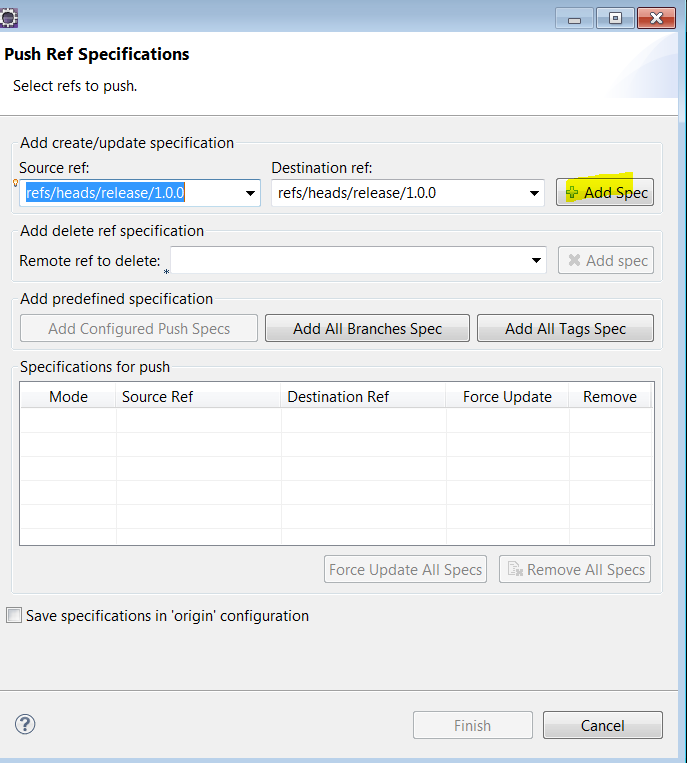 Push Ref Specifications
Select refs to push.
Add create/update specification
Source ref: Destination ref:
refs/heads/release/1.0.0 refs/heads/release/1.0.0 Add Spec
Add delete ref specification
Remote ref to delete: * Add spec
Add predefined specification
Add Configured Push Specs Add All Branches Spec Add All Tags Spec
Specifications for push
Mode Source Ref Destination Ref Force Update Remove
Force Update All Specs Remove All Specs
Save specifications in 'origin' configuration
? Finish Cancel